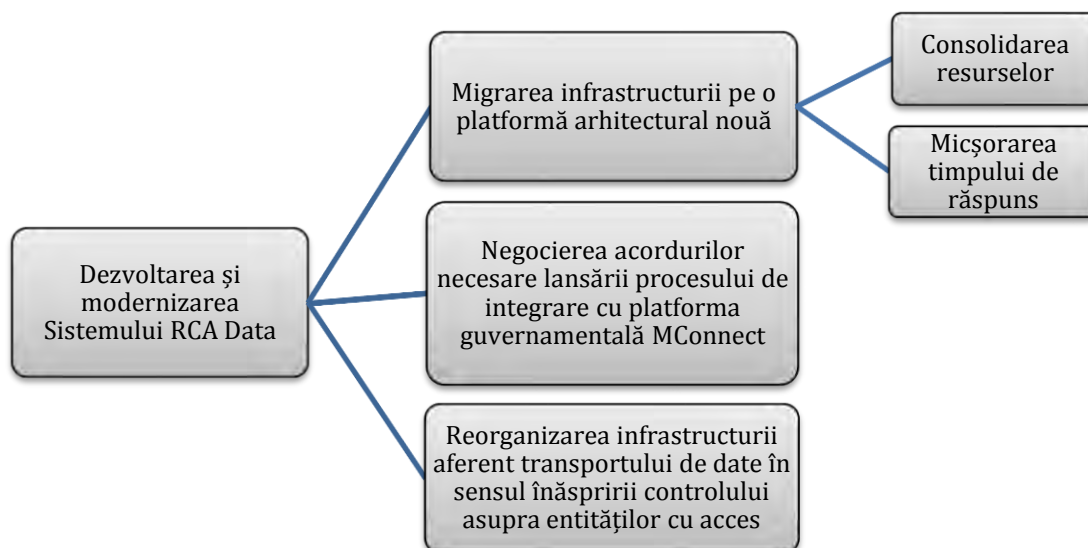 Dezvoltarea și
modernizarea
Sistemului RCA Data
Migrarea infrastructurii pe o
platformă arhitectural nouă
Consolidarea
resurselor
Micșorarea
timpului de
răspuns
Negocierea acordurilor
necesare lansării procesului de
integrare cu platforma
guvernamentală MConnect
Reorganizarea infrastructurii
aferent transportului de date în
sensul înăspririi controlului
asupra entităților cu acces